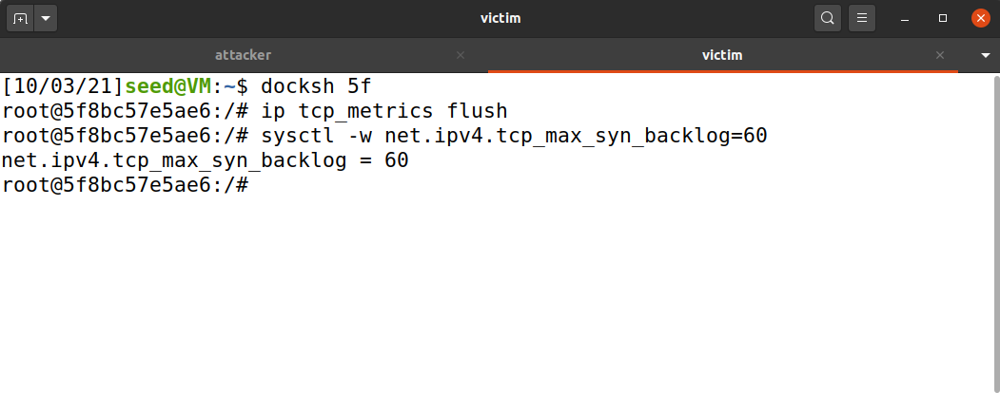 victim
attacker
victim
[10/03/21]seed@VM:~$ docksh 5f
root@5f8bc57e5ae6:/# ip tcp_metrics flush
root@5f8bc57e5ae6:/# sysctl -w net.ipv4.tcp_max_syn_backlog=60
net.ipv4.tcp_max_syn_backlog = 60
root@5f8bc57e5ae6:/#